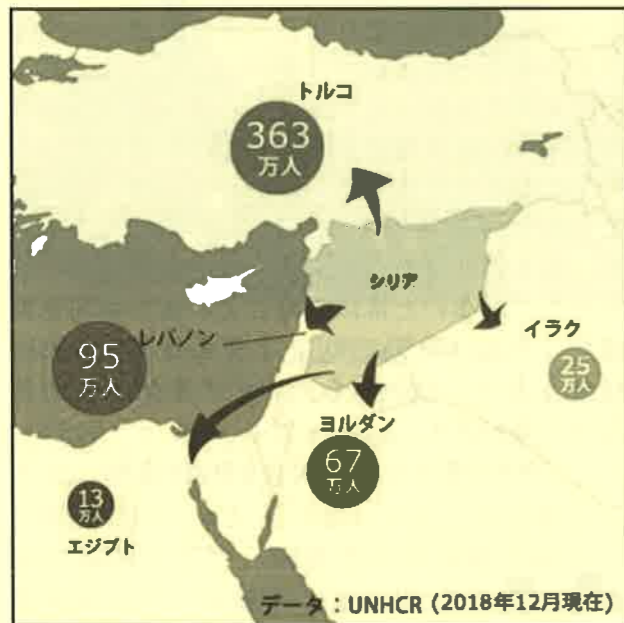 トルコ
363
万人
シリア
レバノン
95
万人
イラク
25
万人
ヨルダン
67
万人
13
万人
エジプト
データ：UNHCR (2018年12月現在)